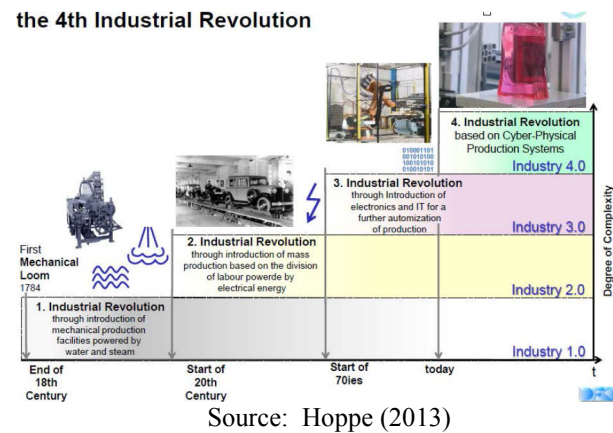 the 4th Industrial Revolution
4. Industrial Revolution
based on Cyber-Physical
Production Systems
Industry 4.0
010001101
001010100
100101010
010010101
3. Industrial Revolution
through Introduction of
electronics and IT for a
further automization
of production
Industry 3.0
Degree of Complexity
2. Industrial Revolution
through introduction of mass
production based on the division
of labour powerde by
electrical energy
Industry 2.0
First
Mechanical
Loom
1784
1. Industrial Revolution
through introduction of
mechanical production
facilities powered by
water and steam
Industry 1.0
End of
18th
Century
Start of
20th
Century
Start of
70ies
today
t
Source: Hoppe (2013)